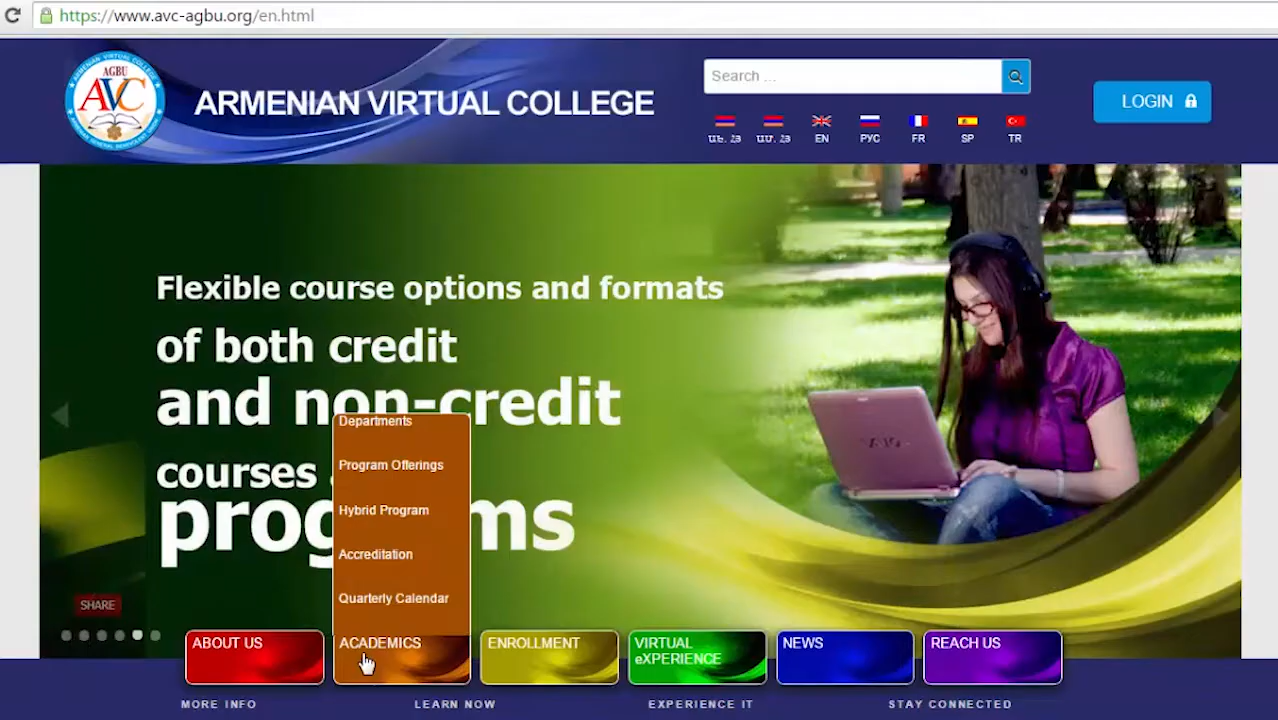 https://www.avc-agbu.org/en.html
ARMENIAN VIRTUAL COLLEGE
AGBU
AVC
ARMENIAN VIRTUAL COLLEGE
Search ...
LOGIN
EN
РУС
FR
SP
TR
Flexible course options and formats
of both credit
and non-credit
courses
Departments
Program Offerings
Hybrid Program
Accreditation
Quarterly Calendar
SHARE
ABOUT US
ACADEMICS
ENROLLMENT
VIRTUAL
eXPERIENCE
NEWS
REACH US
MORE INFO
LEARN NOW
EXPERIENCE IT
STAY CONNECTED